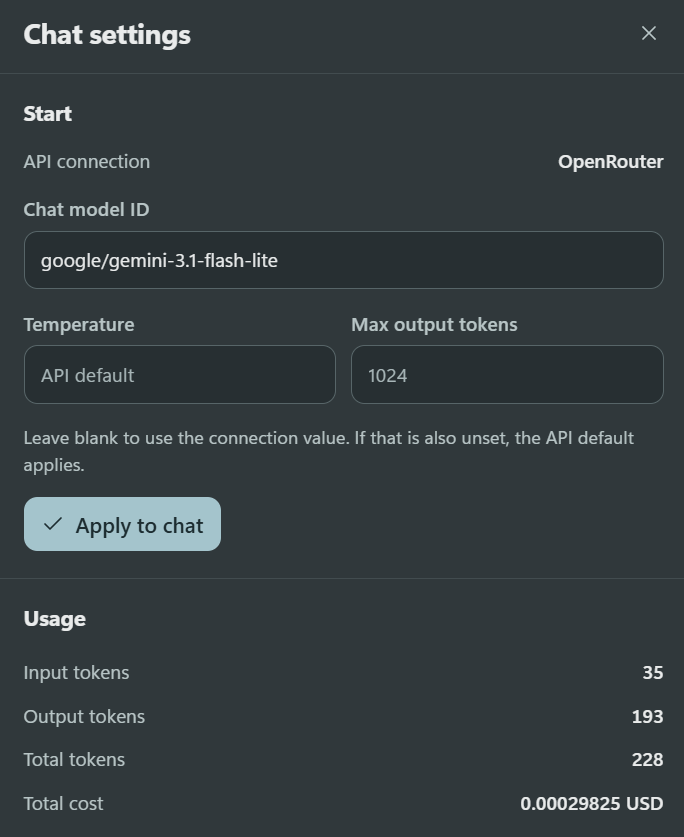 Chat settings
Start
API connection
OpenRouter
Chat model ID
google/gemini-3.1-flash-lite
Temperature
Max output tokens
API default
1024
Leave blank to use the connection value. If that is also unset, the API default
applies.
Apply to chat
Usage
Input tokens
35
Output tokens
193
Total tokens
228
Total cost
0.00029825 USD